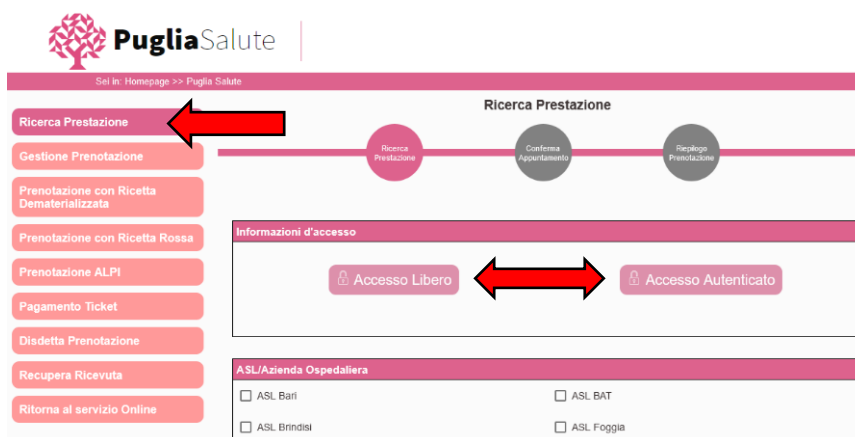 PugliaSalute
Sei in: Homepage >> Puglia Salute
Ricerca Prestazione
Gestione Prenotazione
Prenotazione con Ricetta
Dematerializzata
Prenotazione con Ricetta Rossa
Prenotazione ALPI
Pagamento Ticket
Disdetta Prenotazione
Recupera Ricevuta
Ritorna al servizio Online
Ricerca Prestazione
Ricerca
Prestazione
Conferma
Appuntamento
Riepilogo
Prenotazione
Informazioni d'accesso
Accesso Libero
Accesso Autenticato
ASL/Azienda Ospedaliera
ASL Bari
ASL BAT
ASL Brindisi
ASL Foggia